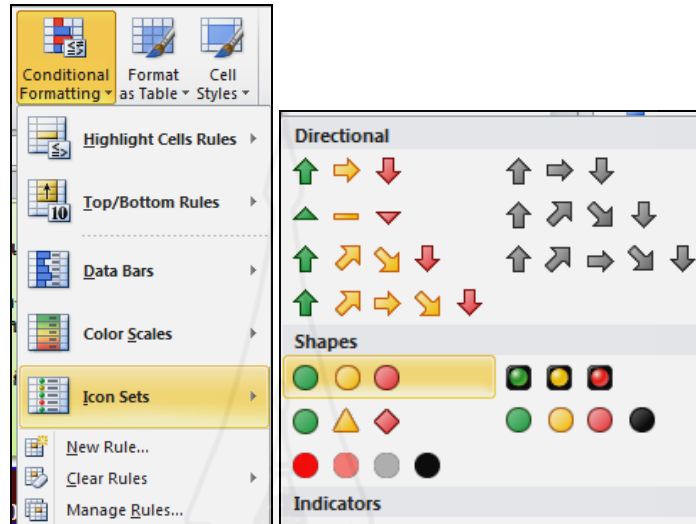 Conditional Formatting
Format as Table
Cell Styles
Highlight Cells Rules
10
Top/Bottom Rules
Data Bars
Color Scales
Icon Sets
New Rule...
Clear Rules
Manage Rules...
Directional
Shapes
Indicators